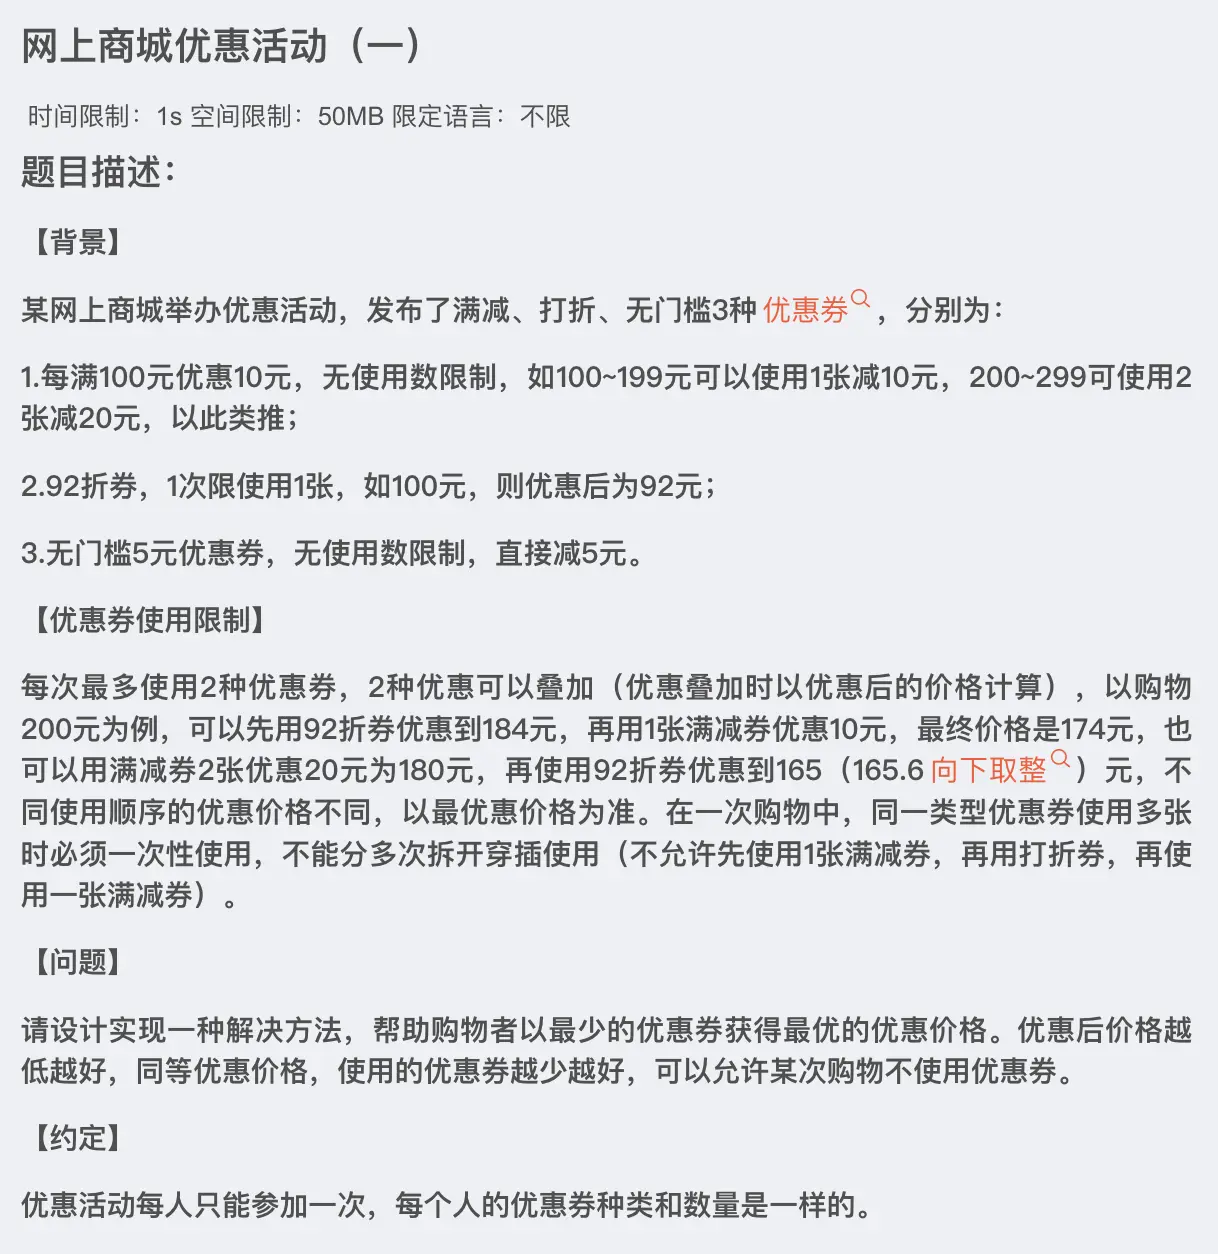 网上商城优惠活动（一）
时间限制：1s 空间限制：50MB 限定语言：不限
题目描述：
【背景】
某网上商城举办优惠活动，发布了满减、打折、无门槛3种 优惠券 ，分别为：
1.每满100元优惠10元，无使用数限制，如100~199元可以使用1张减10元，200~299可使用2
张减20元，以此类推；
2.92折券，1次限使用1张，如100元，则优惠后为92元；
3.无门槛5元优惠券，无使用数限制，直接减5元。
【优惠券使用限制】
每次最多使用2种优惠券，2种优惠可以叠加（优惠叠加时以优惠后的价格计算），以购物
200元为例，可以先用92折券优惠到184元，再用1张满减券优惠10元，最终价格是174元，也
可以用满减券2张优惠20元为180元，再使用92折券优惠到165（165.6 向下取整 ）元，不
同使用顺序的优惠价格不同，以最优惠价格为准。在一次购物中，同一类型优惠券使用多张
时必须一次性使用，不能分多次拆开穿插使用（不允许先使用1张满减券，再用打折券，再使
用一张满减券）。
【问题】
请设计实现一种解决方法，帮助购物者以最少的优惠券获得最优的优惠价格。优惠后价格越
低越好，同等优惠价格，使用的优惠券越少越好，可以允许某次购物不使用优惠券。
【约定】
优惠活动每人只能参加一次，每个人的优惠券种类和数量是一样的。